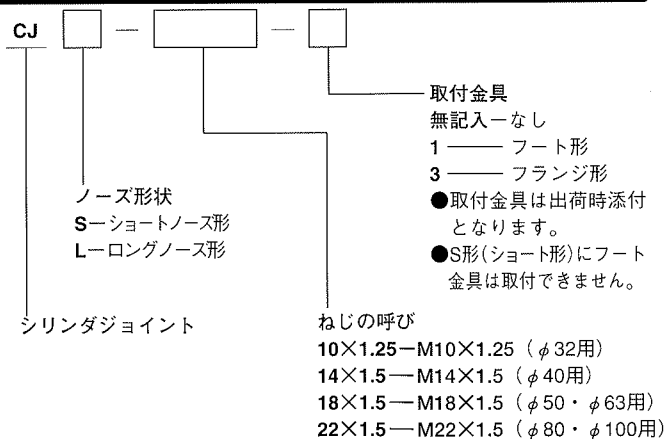 CJ □ — □ — □
取付金具
無記入—なし
1 —— フート形
3 —— フランジ形
●取付金具は出荷時添付
となります。
●S形(ショート形)にフート
金具は取付できません。
ノーズ形状
S—ショートノーズ形
L—ロングノーズ形
シリンダジョイント
ねじの呼び
10×1.25—M10×1.25（φ32用）
14×1.5—M14×1.5（φ40用）
18×1.5—M18×1.5（φ50・φ63用）
22×1.5—M22×1.5（φ80・φ100用）